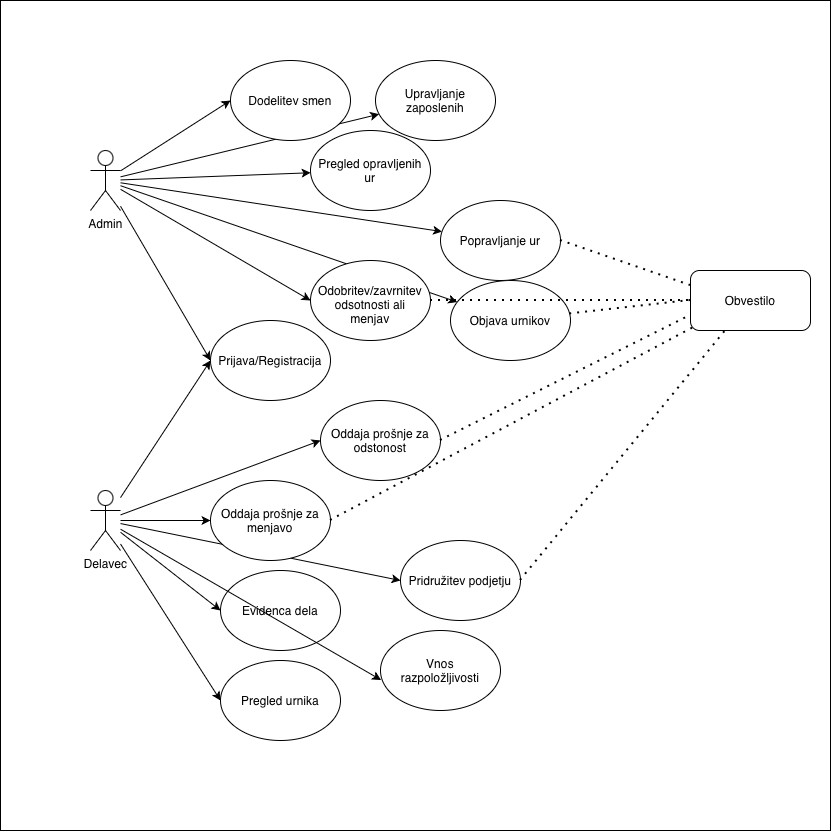 Dodelitev smen
Upravljanje
zaposlenih
Pregled opravljenih
ur
Admin
Popravljanje ur
Odobritev/zavrnitev
odsotnosti ali
menjav
Objava urnikov
Obvestilo
Prijava/Registracija
Oddaja prošnje za
odstonost
Oddaja prošnje za
menjavo
Delavec
Pridružitev podjetju
Evidenca dela
Vnos
razpoložljivosti
Pregled urnika